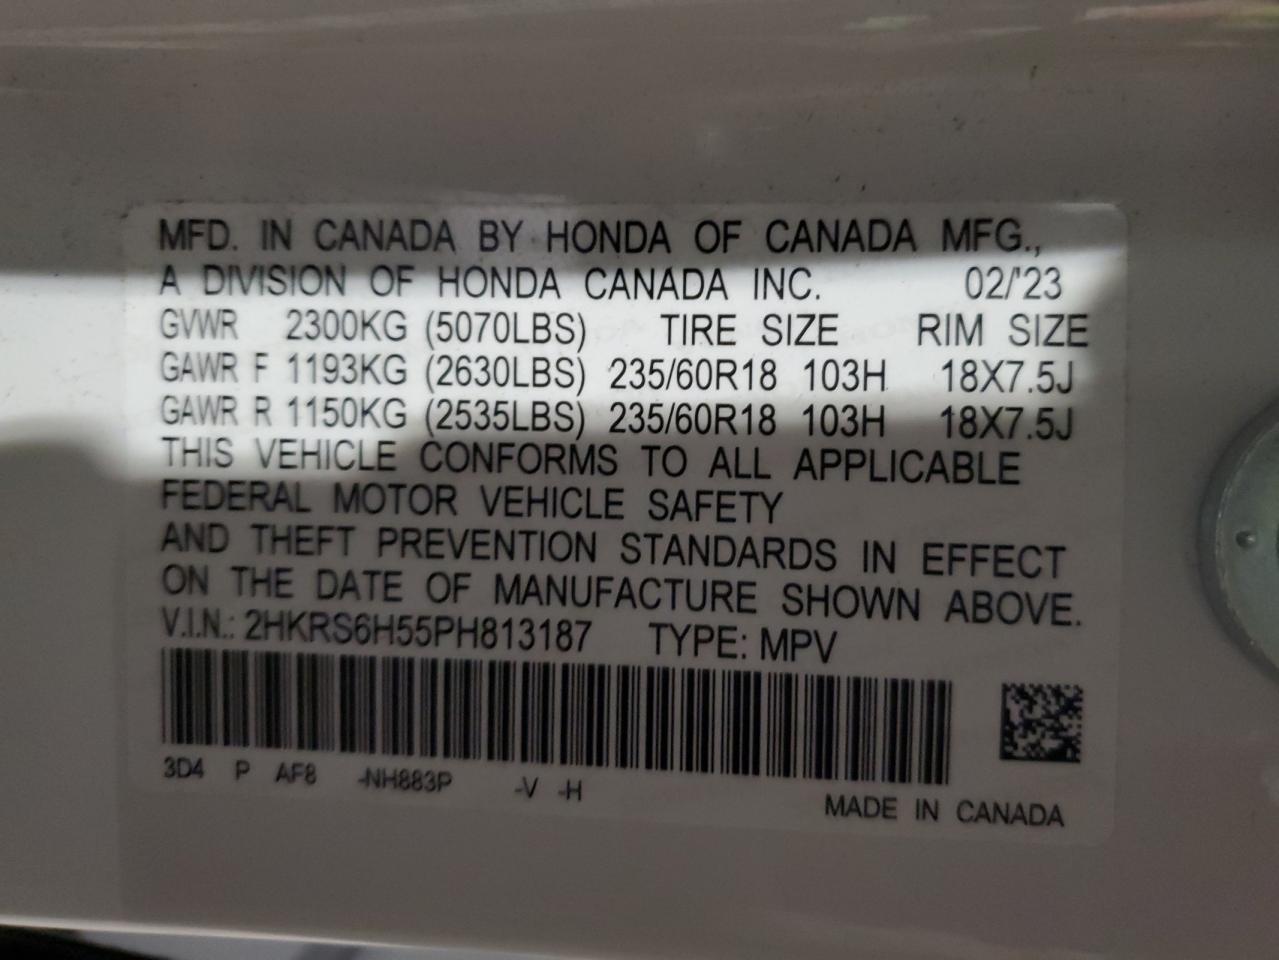 MFD. IN CANADA BY HONDA OF CANADA MFG.,
A DIVISION OF HONDA CANADA INC. 02/'23
GVWR 2300KG (5070LBS) TIRE SIZE RIM SIZE
GAWR F 1193KG (2630LBS) 235/60R18 103H 18X7.5J
GAWR R 1150KG (2535LBS) 235/60R18 103H 18X7.5J
THIS VEHICLE CONFORMS TO ALL APPLICABLE
FEDERAL MOTOR VEHICLE SAFETY
AND THEFT PREVENTION STANDARDS IN EFFECT
ON THE DATE OF MANUFACTURE SHOWN ABOVE.
V.I.N.: 2HKRS6H55PH813187 TYPE: MPV
3D4 P AF8 -NH883P -V -H
MADE IN CANADA